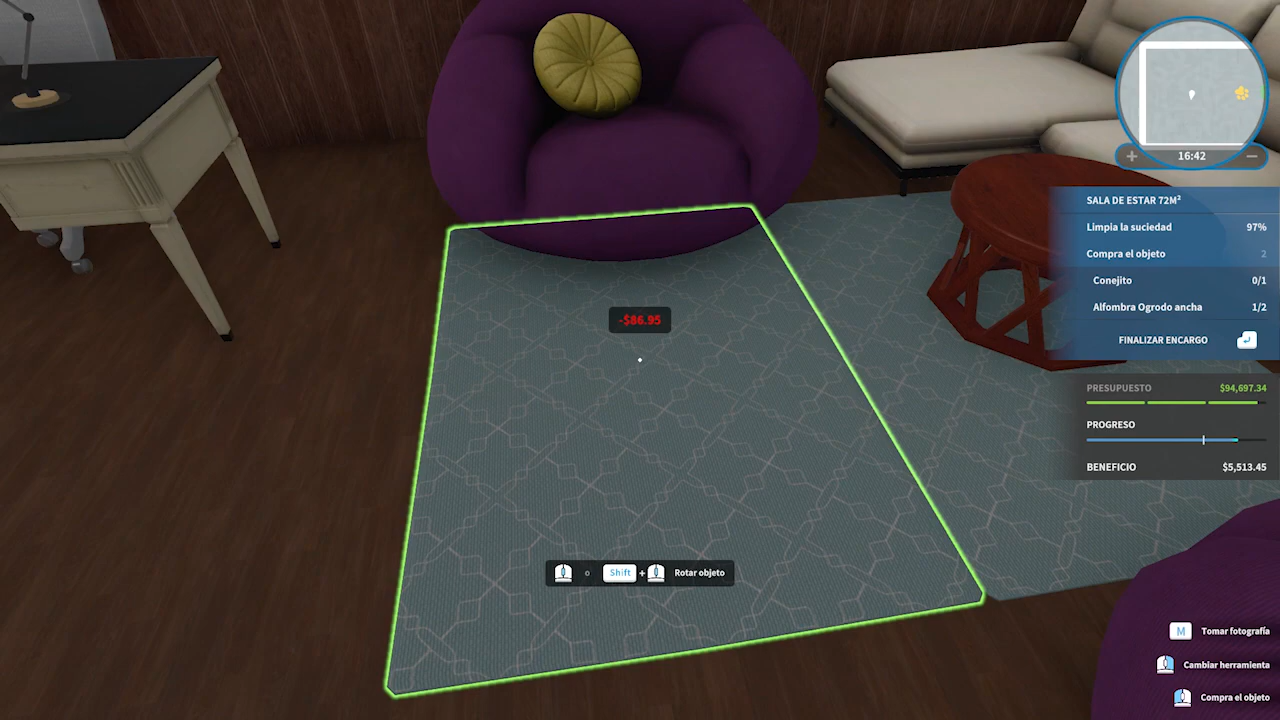 16:42
SALA DE ESTAR 72M²
Limpia la suciedad 97%
Compra el objeto 2
Conejito 0/1
Alfombra Ogrodo ancha 1/2
FINALIZAR ENCARGO
-$86.95
PRESUPUESTO $94,697.34
PROGRESO
BENEFICIO $5,513.45
o Shift + Rotar objeto
M Tomar fotografía
Cambiar herramienta
Compra el objeto